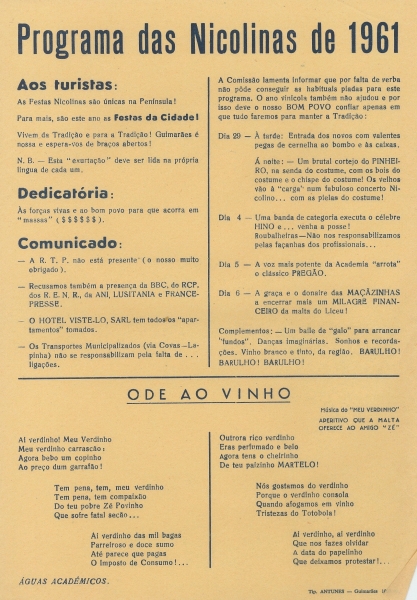 Programa das Nicolinas de 1961
Aos turistas:
As Festas Nicolinas são únicas na Península!
Para mais, são este ano as Festas da Cidade!
Vivem da Tradição e para a Tradição! Guimarães é
nossa e espera-vos de braços abertos!
N. B. — Esta "exurtação" deve ser lida na própria
língua de cada um.
Dedicatória:
Às forças vivas e ao bom povo para que acorra em
"massas" ($$$$$$).
Comunicado:
— A R. T. P. não está presente (o nosso muito
obrigado).
— Recusamos também a presença da BBC, do RCP,
dos R. E. N. R., da ANI, LUSITANIA e FRANCE-
PRESSE.
— O HOTEL VISTE-LO, SARL tem todos os "apar-
tamentos" tomados.
— Os Transportes Municipalizados (via Covas — La-
pinha) não se responsabilizam pela falta de . . .
ligações.
A Comissão lamenta informar que por falta de verba
não pôde conseguir as habituais piadas para este
programa. O ano vinícola também não ajudou e por
isso deve o nosso BOM POVO confiar apenas em
que tudo faremos para manter a Tradição:
Dia 29 — À tarde: Entrada dos novos com valentes
pegas de cernelha ao bombo e às caixas.
À noite: — Um brutal cortejo do PINHEI-
RO, na senda do costume, com os bois do
costume e o chispe do costume! Os velhos
vão à "carga" num fabuloso concerto Ni-
colino... com as pielas do costume!
Dia 4 — Uma banda de categoria executa o célebre
HINO a ... venha a posse!
Roubalheiras — Não nos responsabilizamos
pelas façanhas dos profissionais...
Dia 5 — A voz mais potente da Academia "arrota"
o clássico PREGÃO.
Dia 6 — A graça e o donaire das MAÇÃZINHAS
a encerrar mais um MILAGRE FINAN-
CEIRO da malta do Liceu!
Complementos: — Um baile de "galo" para arrancar
"fundos". Danças imaginárias. Sonhos e recorda-
ções. Vinho branco e tinto, da região. BARULHO!
BARULHO! BARULHO!
ODE AO VINHO
Música do "MEU VERDINHO"
APERITIVO QUE A MALTA
OFERECE AO AMIGO "ZÉ"
Ai verdinho! Meu Verdinho
Meu verdinho carrascão:
Agora bebo um copinho
Ao preço dum garrafão!
Tem pena, tem, meu verdinho
Tem pena, tem compaixão
Do teu pobre Zé Povinho
Que sofre fatal secão...
Ai verdinho das mil bagas
Parreiroso e doce sumo
Até parece que pagas
O Imposto de Consumo!...
Outrora rico verdinho
Eras perfumado e belo
Agora tens o cheirinho
De teu paizinho MARTELO!
Nós gostamos do verdinho
Porque o verdinho consola
Quando afogamos em vinho
Tristezas do Totobola!
Ai verdinho, ai verdinho
Que nos fazes olvidar
A data do papelinho
Que deixamos protestar!...
ÁGUAS ACADÉMICOS.
Tip. ANTUNES — Guimarães